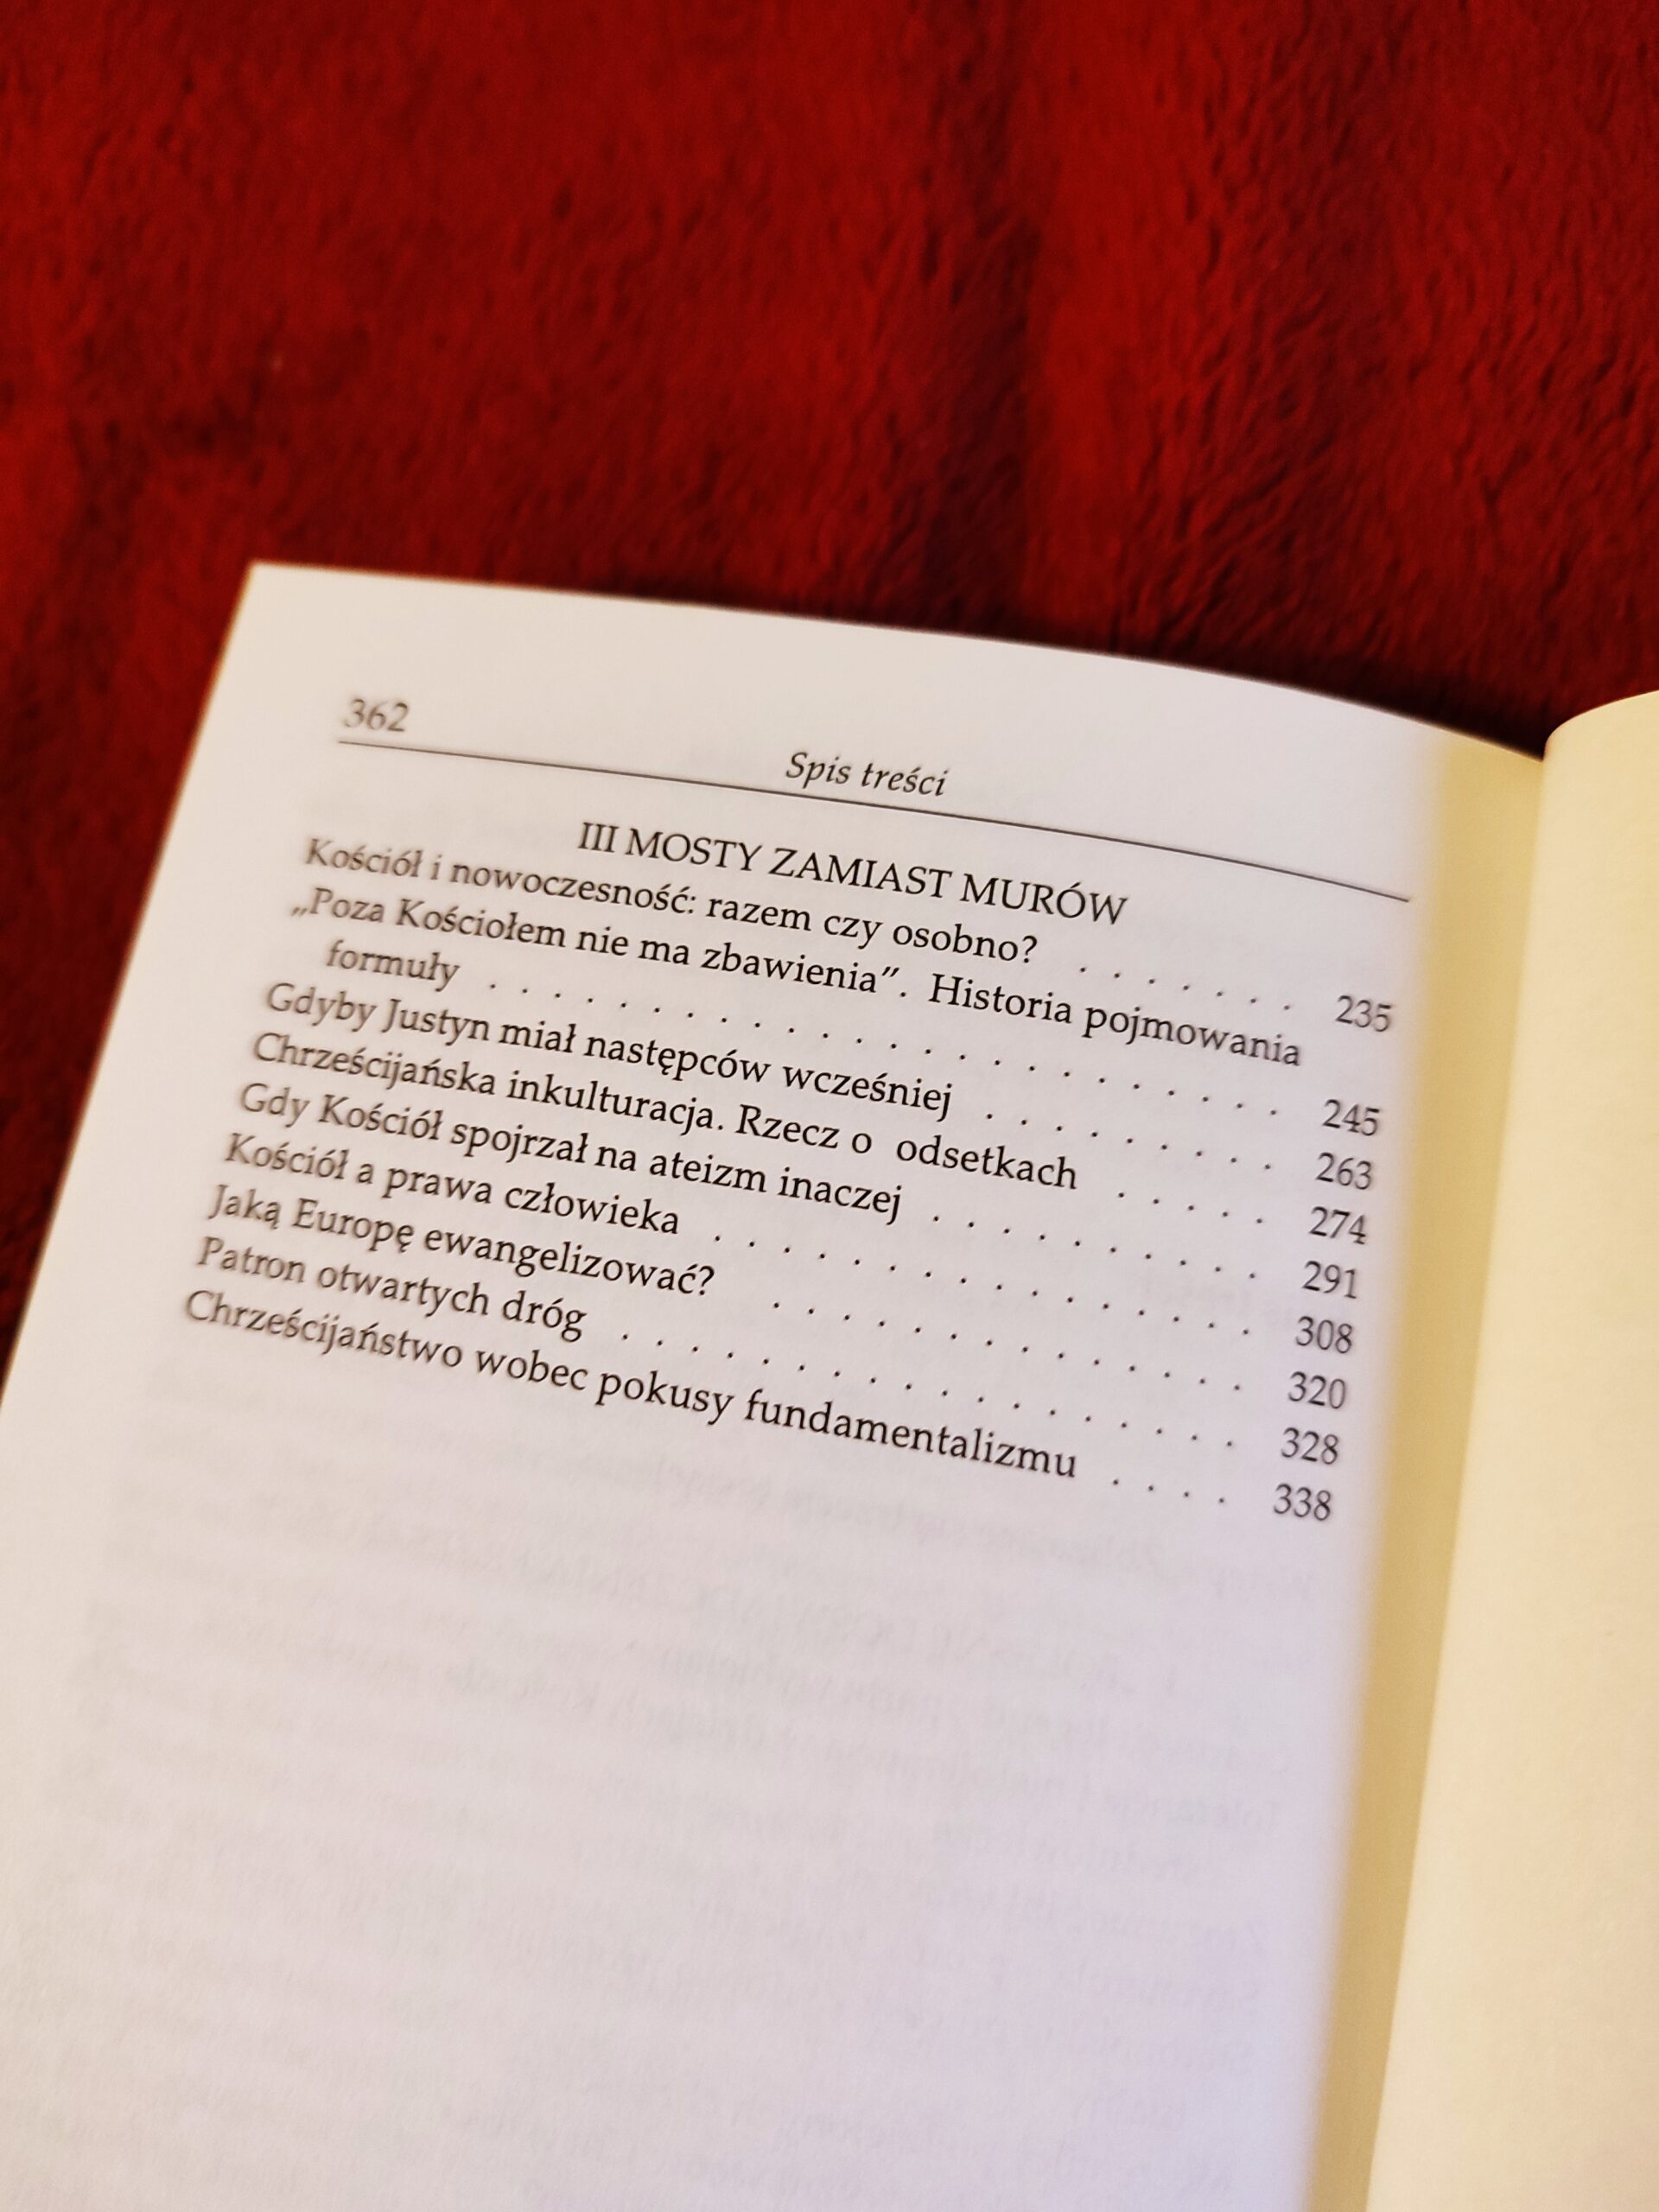 362
Spis treści
III MOSTY ZAMIAST MURÓW
Kościół i nowoczesność: razem czy osobno? . . . . . . . 235
„Poza Kościołem nie ma zbawienia”. Historia pojmowania
formuły . . . . . . . . . . . . . . . . . . . . . . . . 245
Gdyby Justyn miał następców wcześniej . . . . . . . . . 263
Chrześcijańska inkulturacja. Rzecz o odsetkach . . . . . 274
Gdy Kościół spojrzał na ateizm inaczej . . . . . . . . . . 291
Kościół a prawa człowieka . . . . . . . . . . . . . . . . 308
Jaką Europę ewangelizować? . . . . . . . . . . . . . . 320
Patron otwartych dróg . . . . . . . . . . . . . . . . . . 328
Chrześcijaństwo wobec pokusy fundamentalizmu . . . . 338